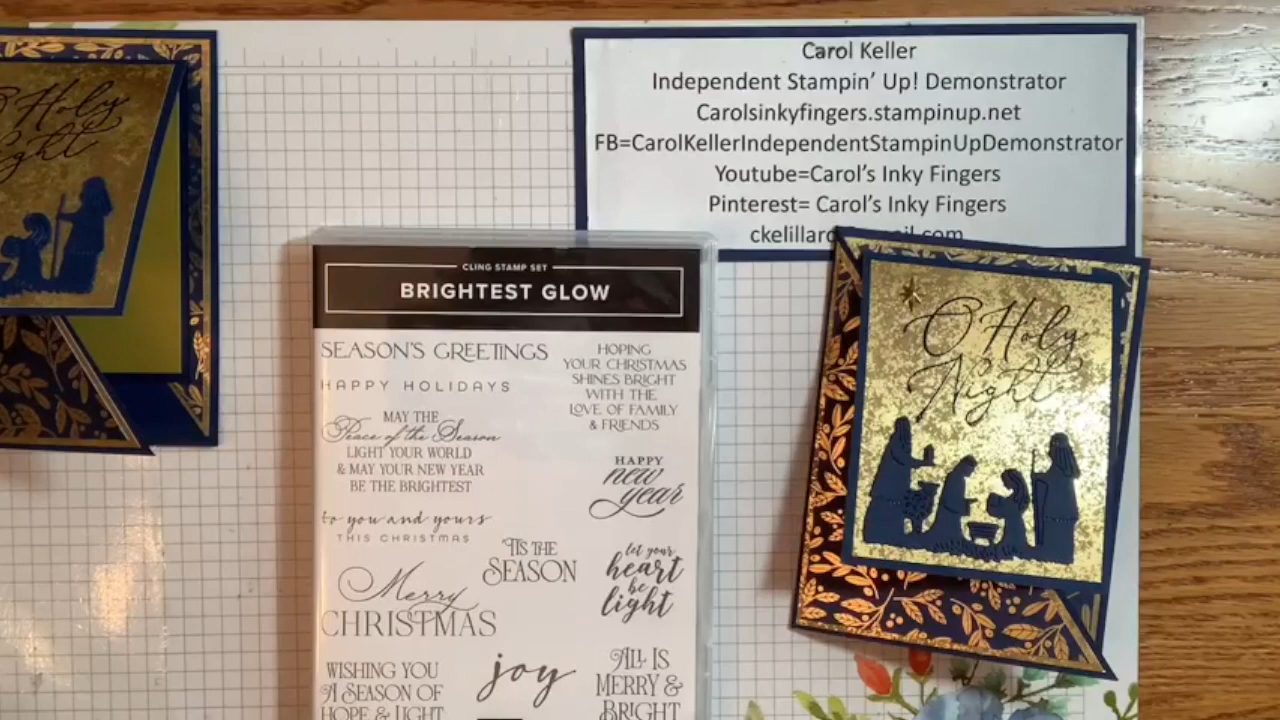 Carol Keller
Independent Stampin' Up! Demonstrator
Carolsinkyfingers.stampinup.net
FB=CarolKellerIndependentStampinUpDemonstrator
Youtube=Carol's Inky Fingers
Pinterest= Carol's Inky Fingers
O Holy
Night
CLING STAMP SET
BRIGHTEST GLOW
SEASON'S GREETINGS
HAPPY HOLIDAYS
MAY THE
Peace of the Season
LIGHT YOUR WORLD
& MAY YOUR NEW YEAR
BE THE BRIGHTEST
to you and yours
THIS CHRISTMAS
Merry
CHRISTMAS
WISHING YOU
A SEASON OF
HOPE & LIGHT
'TIS THE
SEASON
joy
HOPING
YOUR CHRISTMAS
SHINES BRIGHT
WITH THE
LOVE OF FAMILY
& FRIENDS
HAPPY
new
year
let your
heart
be
light
ALL IS
MERRY &
BRIGHT
O Holy
Night